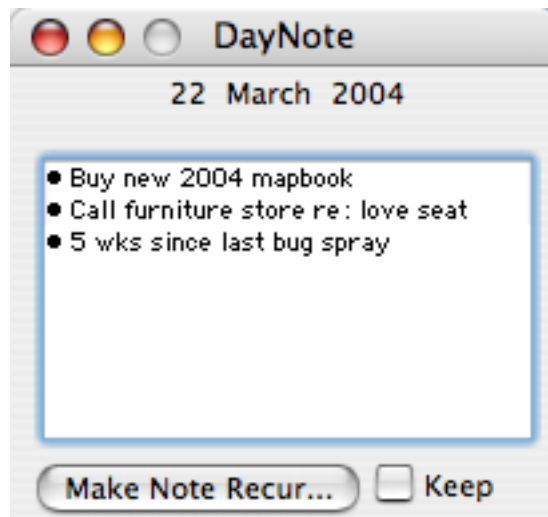 DayNote
22 March 2004
• Buy new 2004 mapbook
• Call furniture store re: love seat
• 5 wks since last bug spray
Make Note Recur... Keep